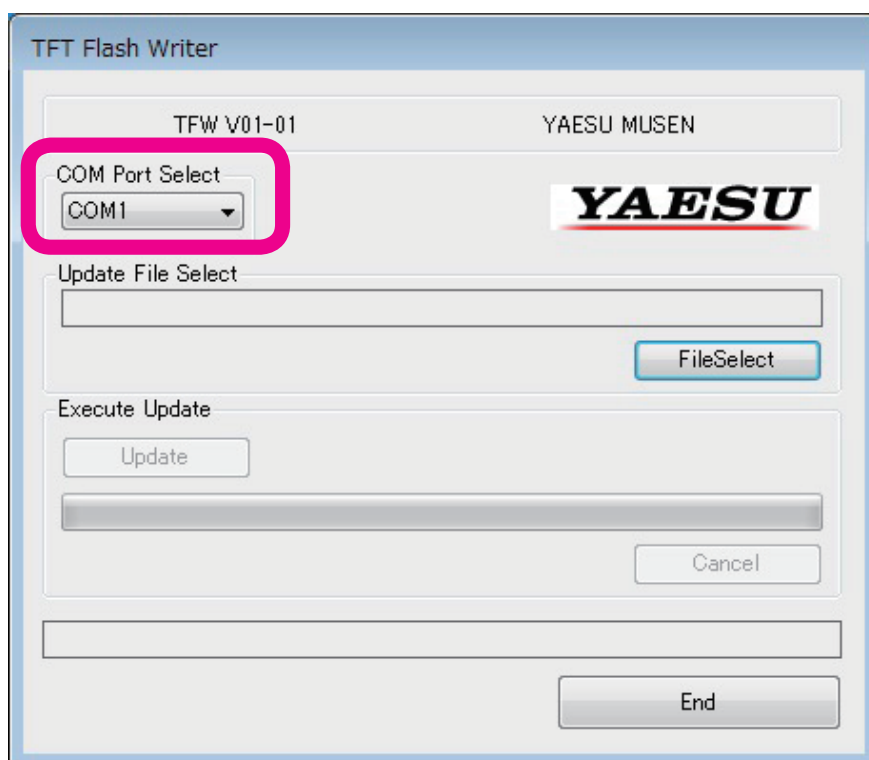 TFT Flash Writer
TFW V01-01 YAESU MUSEN
COM Port Select
COM1
YAESU
Update File Select
FileSelect
Execute Update
Update
Cancel
End